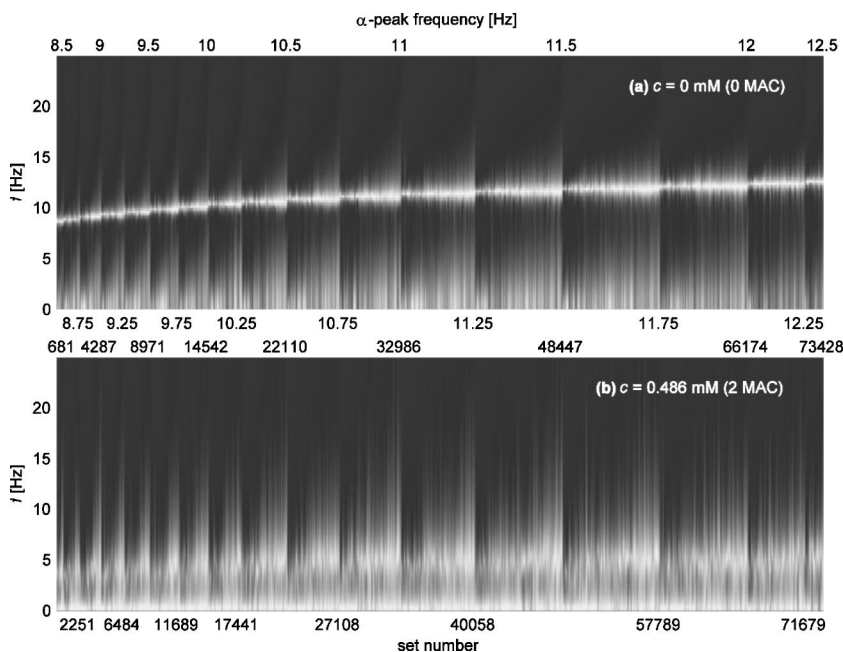 α-peak frequency [Hz]
8.5 9 9.5 10 10.5 11 11.5 12 12.5
(a) c = 0 mM (0 MAC)
20
15
10
5
0
f [Hz]
8.75 9.25 9.75 10.25 10.75 11.25 11.75 12.25
681 4287 8971 14542 22110 32986 48447 66174 73428
(b) c = 0.486 mM (2 MAC)
20
15
10
5
0
f [Hz]
2251 6484 11689 17441 27108 40058 57789 71679
set number